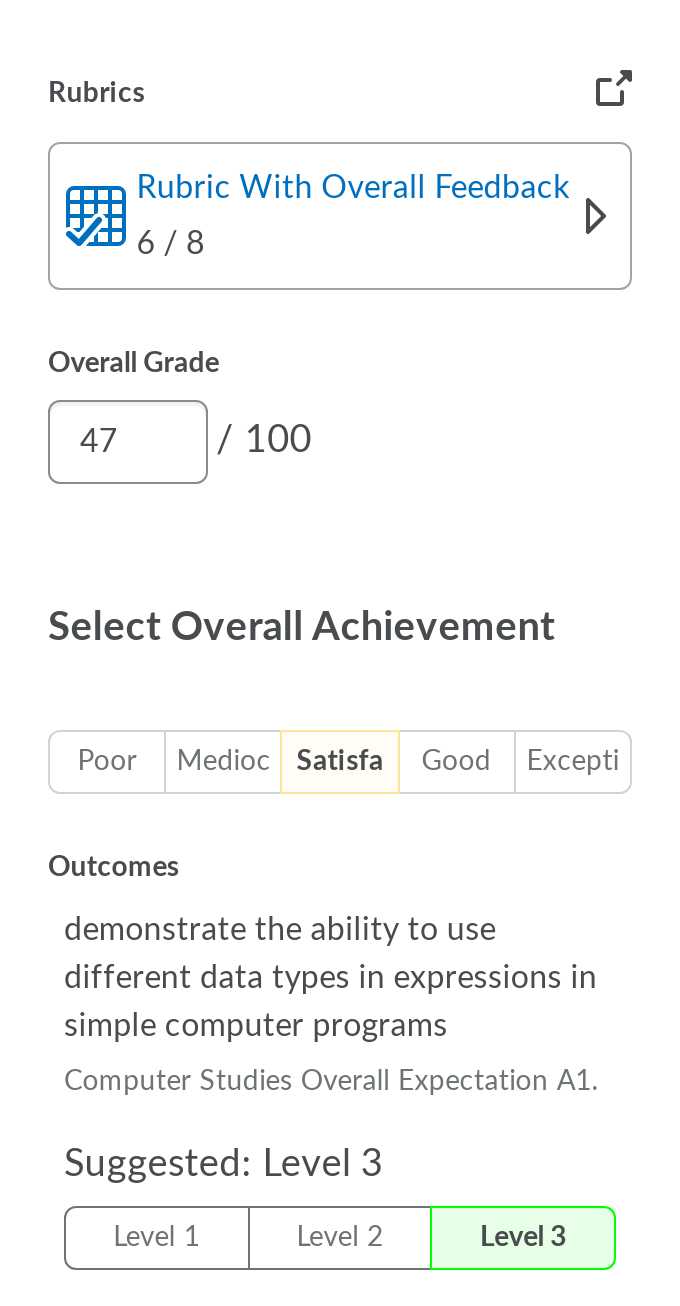 Rubrics
Rubric With Overall Feedback
6 / 8
Overall Grade
47 / 100
Select Overall Achievement
Poor Medioc Satisfa Good Excepti
Outcomes
demonstrate the ability to use
different data types in expressions in
simple computer programs
Computer Studies Overall Expectation A1.
Suggested: Level 3
Level 1 Level 2 Level 3